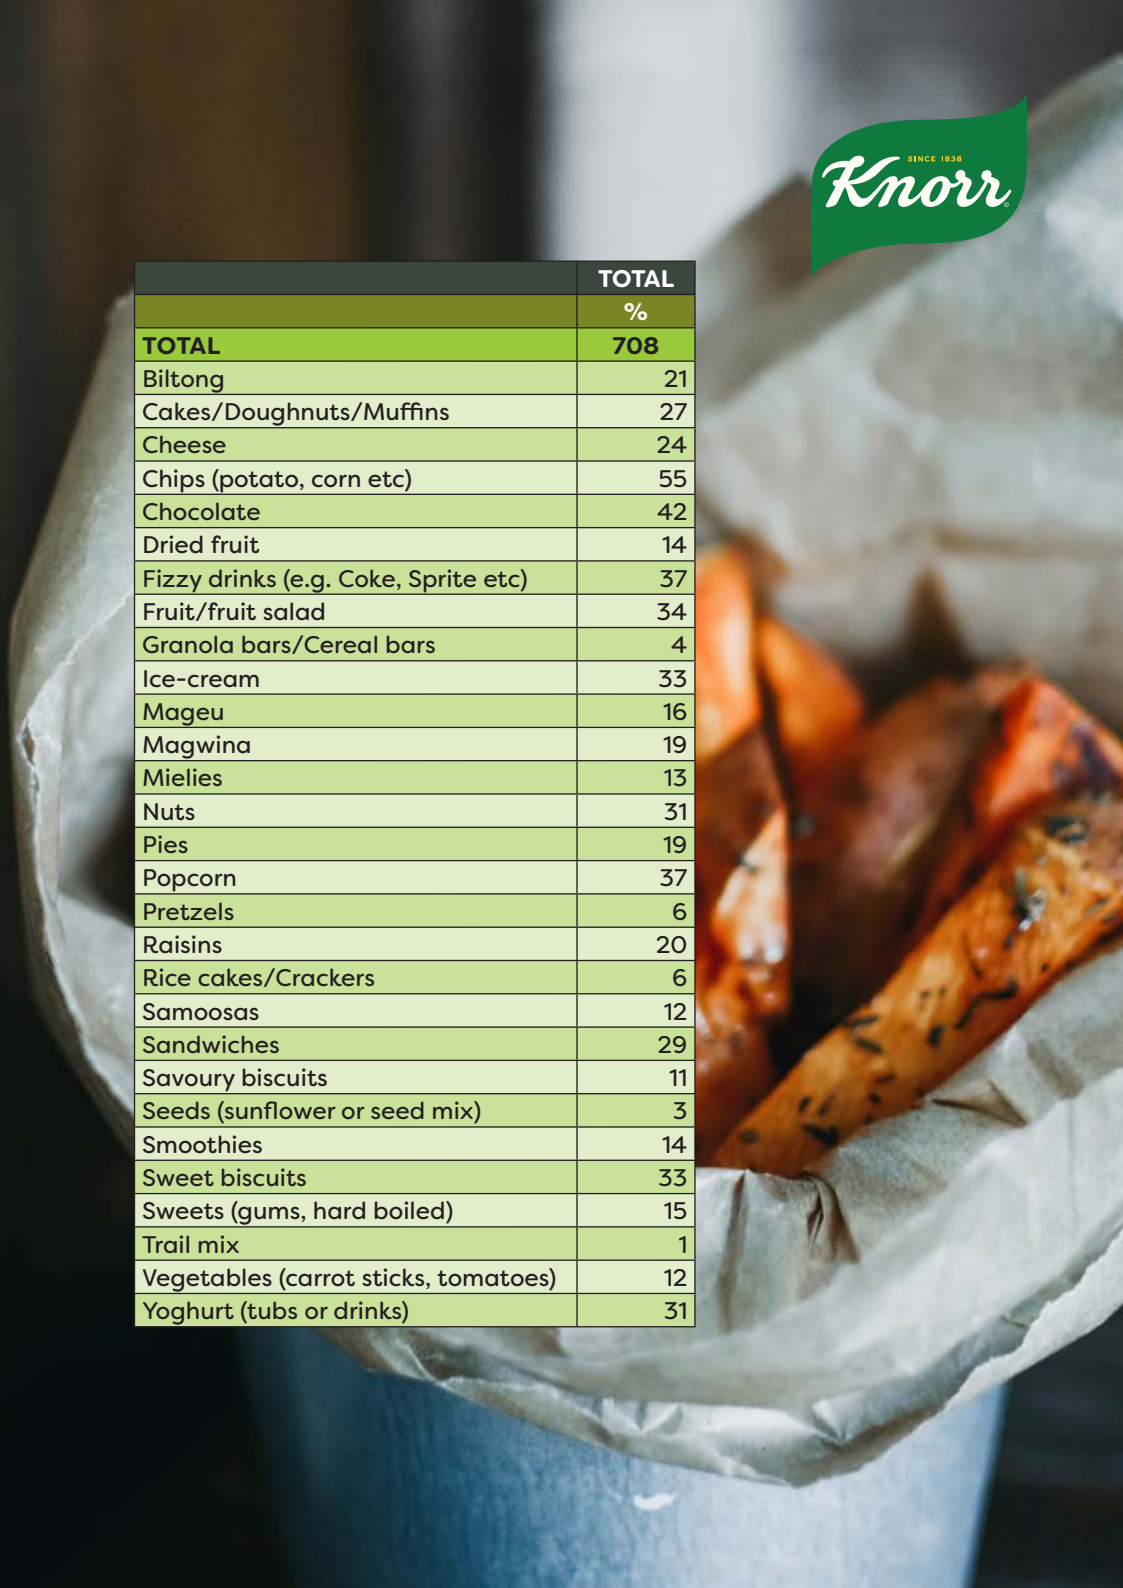 SINCE 1838
Knorr
TOTAL
%
TOTAL 708
Biltong 21
Cakes/Doughnuts/Muffins 27
Cheese 24
Chips (potato, corn etc) 55
Chocolate 42
Dried fruit 14
Fizzy drinks (e.g. Coke, Sprite etc) 37
Fruit/fruit salad 34
Granola bars/Cereal bars 4
Ice-cream 33
Mageu 16
Magwina 19
Mielies 13
Nuts 31
Pies 19
Popcorn 37
Pretzels 6
Raisins 20
Rice cakes/Crackers 6
Samoosas 12
Sandwiches 29
Savoury biscuits 11
Seeds (sunflower or seed mix) 3
Smoothies 14
Sweet biscuits 33
Sweets (gums, hard boiled) 15
Trail mix 1
Vegetables (carrot sticks, tomatoes) 12
Yoghurt (tubs or drinks) 31